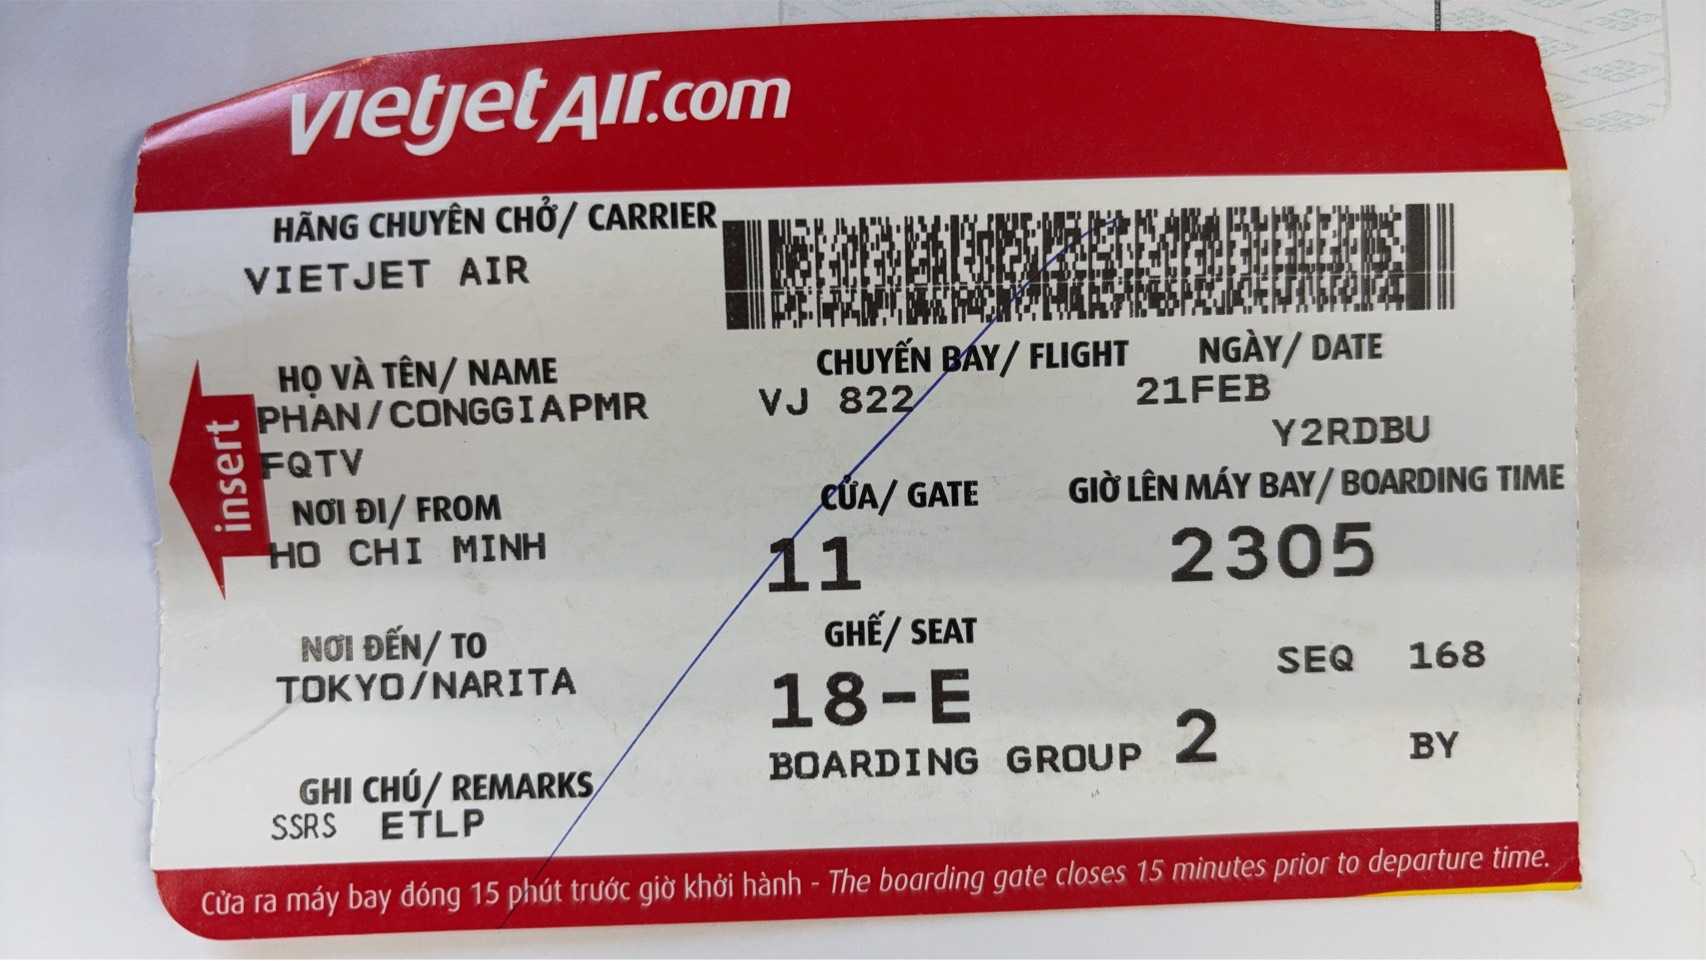 vietjetAir.com
HÃNG CHUYÊN CHỞ/ CARRIER
VIETJET AIR
HỌ VÀ TÊN/ NAME
PHAN/CONGGIAPMR
FQTV
CHUYẾN BAY/ FLIGHT
VJ 822
NGÀY/ DATE
21FEB
Y2RDBU
insert
NƠI ĐI/ FROM
HO CHI MINH
CỬA/ GATE
11
GIỜ LÊN MÁY BAY/ BOARDING TIME
2305
NƠI ĐẾN/ TO
TOKYO/NARITA
GHẾ/ SEAT
18-E
SEQ 168
BOARDING GROUP 2
BY
GHI CHÚ/ REMARKS
SSRS ETLP
Cửa ra máy bay đóng 15 phút trước giờ khởi hành - The boarding gate closes 15 minutes prior to departure time.